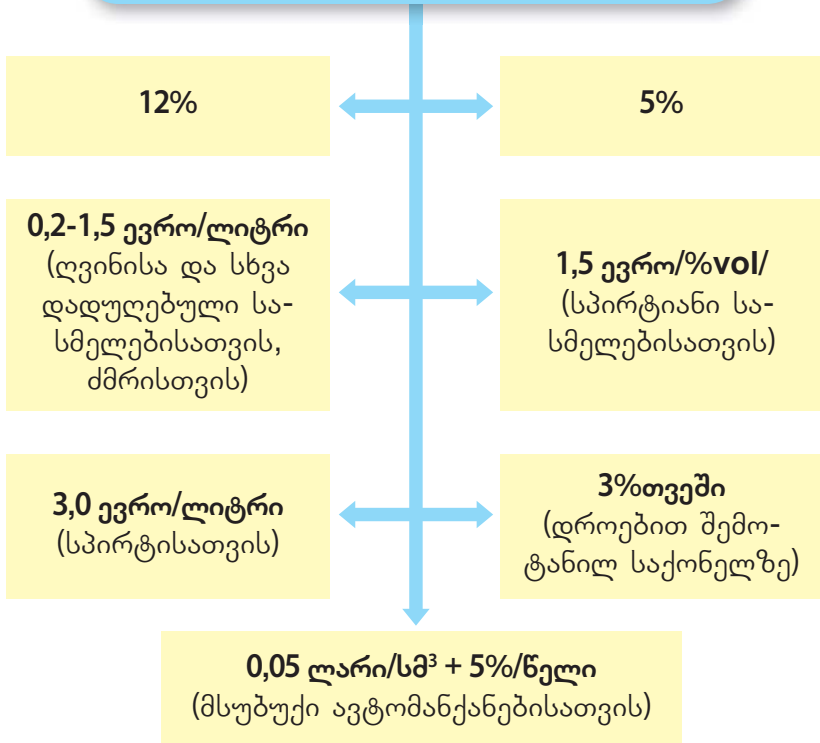 12%
5%
0,2-1,5 ევრო/ლიტრი
(ღვინისა და სხვა
დადუღებული სა-
სმელებისათვის,
ძმრისთვის)
1,5 ევრო/%vol/
(სპირტიანი სა-
სმელებისათვის)
3,0 ევრო/ლიტრი
(სპირტისათვის)
3%თვეში
(დროებით შემო-
ტანილ საქონელზე)
0,05 ლარი/სმ³ + 5%/წელი
(მსუბუქი ავტომანქანებისათვის)